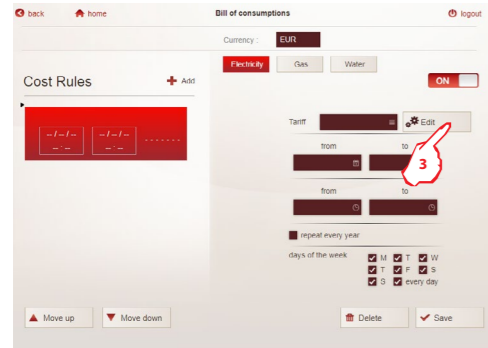 back home Bill of consumptions logout
Currency : EUR
Electricity Gas Water
Cost Rules + Add
ON
-- / -- / -- -- / -- / -- - - - - - -
-- : -- -- : --
Tariff Edit
from to
3
from to
repeat every year
days of the week M T W
T F S
S every day
Move up Move down Delete Save